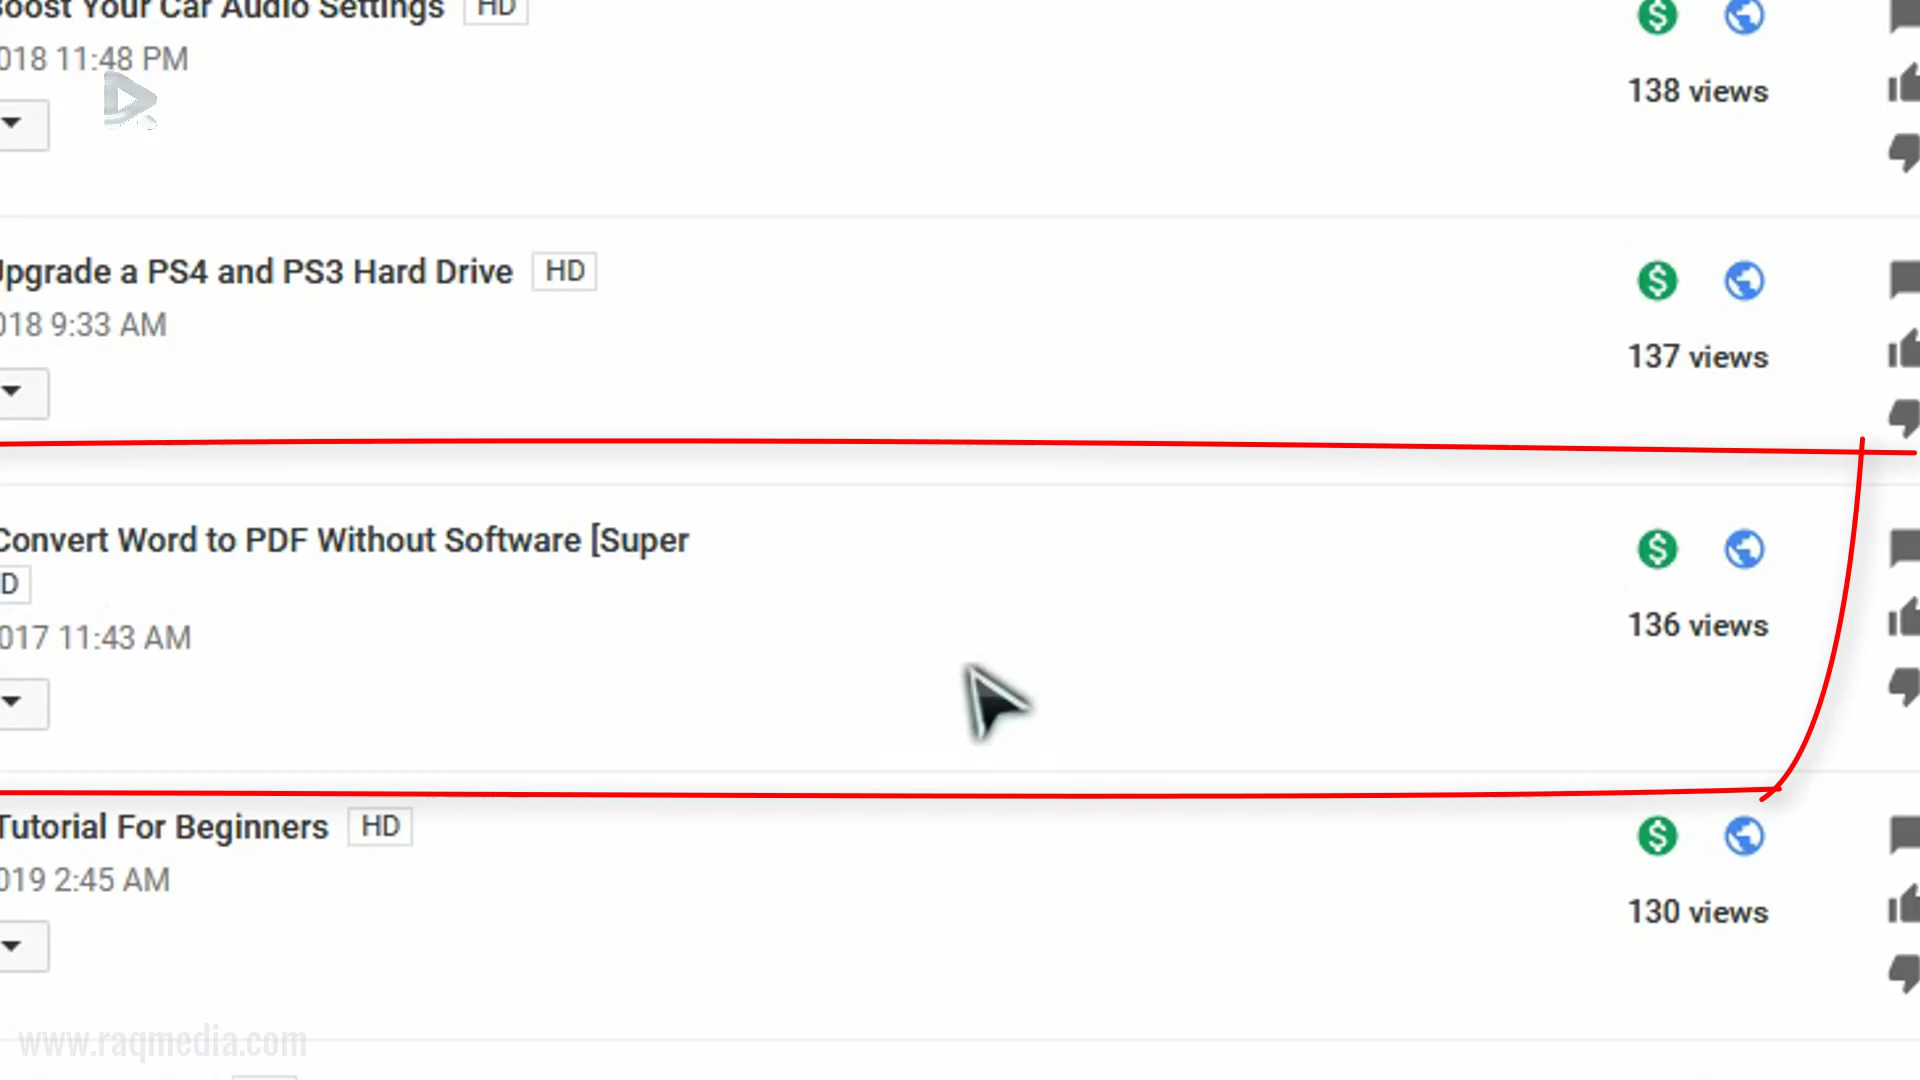 Boost Your Car Audio Settings HD
018 11:48 PM
138 views
Upgrade a PS4 and PS3 Hard Drive HD
018 9:33 AM
137 views
Convert Word to PDF Without Software [Super
D
017 11:43 AM
136 views
Tutorial For Beginners HD
019 2:45 AM
130 views
www.raqmedia.com